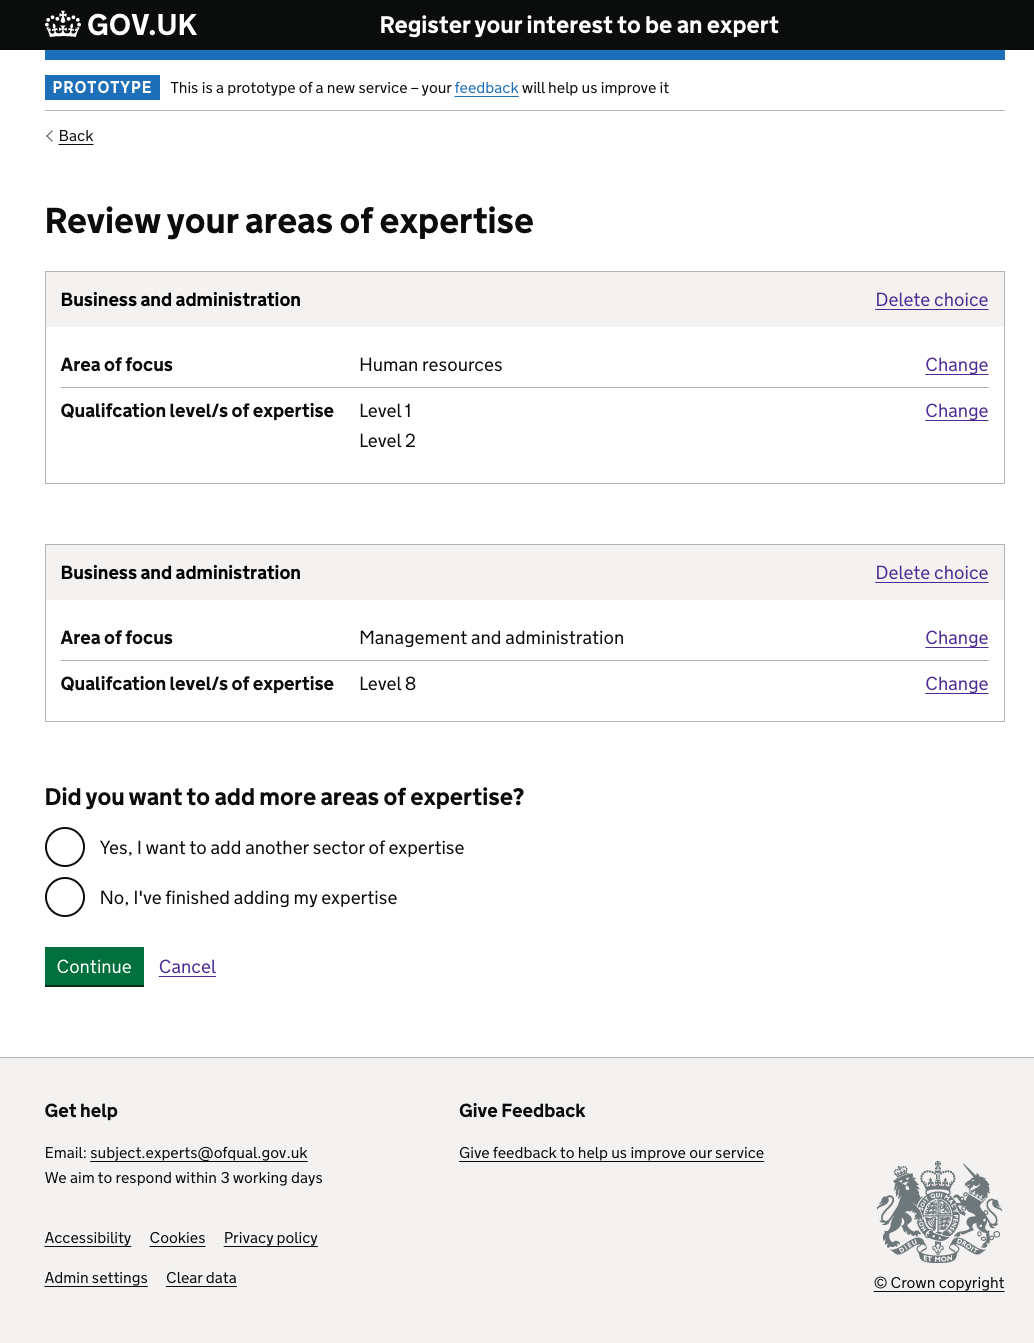 GOV.UK
Register your interest to be an expert
PROTOTYPE This is a prototype of a new service – your feedback will help us improve it
Back
Review your areas of expertise
Business and administration Delete choice
Area of focus Human resources Change
Qualifcation level/s of expertise Level 1 Change
Level 2
Business and administration Delete choice
Area of focus Management and administration Change
Qualifcation level/s of expertise Level 8 Change
Did you want to add more areas of expertise?
Yes, I want to add another sector of expertise
No, I've finished adding my expertise
Continue Cancel
Get help
Email: subject.experts@ofqual.gov.uk
We aim to respond within 3 working days
Give Feedback
Give feedback to help us improve our service
Accessibility Cookies Privacy policy
Admin settings Clear data
DIEU ET MON DROIT
© Crown copyright